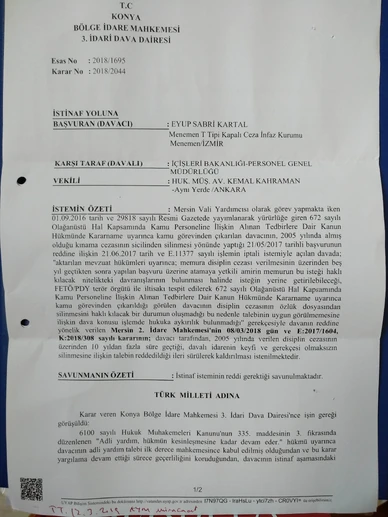 T.C
KONYA
BÖLGE İDARE MAHKEMESİ
3. İDARİ DAVA DAİRESİ
Esas No : 2018/1695
Karar No : 2018/2044
İSTİNAF YOLUNA
BAŞVURAN (DAVACI) : EYUP SABRİ KARTAL
Menemen T Tipi Kapalı Ceza İnfaz Kurumu
Menemen/İZMİR
KARŞI TARAF (DAVALI) : İÇİŞLERİ BAKANLIĞI-PERSONEL GENEL
MÜDÜRLÜĞÜ
VEKİLİ : HUK. MÜŞ. AV. KEMAL KAHRAMAN
-Aynı Yerde /ANKARA
İSTEMİN ÖZETİ : Mersin Vali Yardımcısı olarak görev yapmakta iken
01.09.2016 tarih ve 29818 sayılı Resmi Gazetede yayımlanarak yürürlüğe giren 672 sayılı
Olağanüstü Hal Kapsamında Kamu Personeline İlişkin Alınan Tedbirlere Dair Kanun
Hükmünde Kararname uyarınca kamu görevinden çıkarılan davacının, 2005 yılında almış
olduğu kınama cezasının sicilinden silinmesi yönünde yaptığı 21/05/2017 tarihli başvurunun
reddine ilişkin 21.06.2017 tarih ve E.11377 sayılı işlemin iptali istemiyle açılan davada;
"aktarılan mevzuat hükümleri uyarınca; memura disiplin cezası verilmesinin üzerinden beş
yıl geçtikten sonra yapılan başvuru üzerine atamaya yetkili amirin memurun bu isteği haklı
kılacak nitelikteki davranışlarının bulunması halinde isteğin yerine getirilebileceği,
FETÖ/PDY terör örgütü ile iltisakı tespit edilerek 672 sayılı Olağanüstü Hal Kapsamında
Kamu Personeline İlişkin Alınan Tedbirlere Dair Kanun Hükmünde Kararname uyarınca
kamu görevinden çıkarıldığı görülen davacının disiplin cezasının özlük dosyasından
silinmesini haklı kılacak bir durumun oluşmadığı bu nedenle talebinin uygun görülmemesine
ilişkin dava konusu işlemde hukuka aykırılık bulunmadığı" gerekçesiyle davanın reddine
yönelik verilen Mersin 2. İdare Mahkemesi'nin 08/03/2018 gün ve E:2017/1604,
K:2018/308 sayılı kararının; davacı tarafından, 2005 yılında verilen disiplin cezasının
üzerinden 10 yıldan fazla süre geçtiği, davalı idarenin keyfi ve gerekçesi olmaksızın
silinmesine ilişkin talebin reddedildiği ileri sürülerek kaldırılması istenilmektedir.
SAVUNMANIN ÖZETİ : İstinaf isteminin reddi gerektiği savunulmaktadır.
TÜRK MİLLETİ ADINA
Karar veren Konya Bölge İdare Mahkemesi 3. İdari Dava Dairesi'nce işin gereği
görüşüldü:
6100 sayılı Hukuk Muhakemeleri Kanunu'nun 335. maddesinin 3. fıkrasında
düzenlenen "Adli yardım, hükmün kesinleşmesine kadar devam eder." hükmü uyarınca
davacının adli yardım talebi ilk derece mahkemesince kabul edilmiş olduğundan ve bu karar
yargılama devam ettiği sürece geçerliliğini koruduğundan, davacının istinaf aşamasındaki
1/2